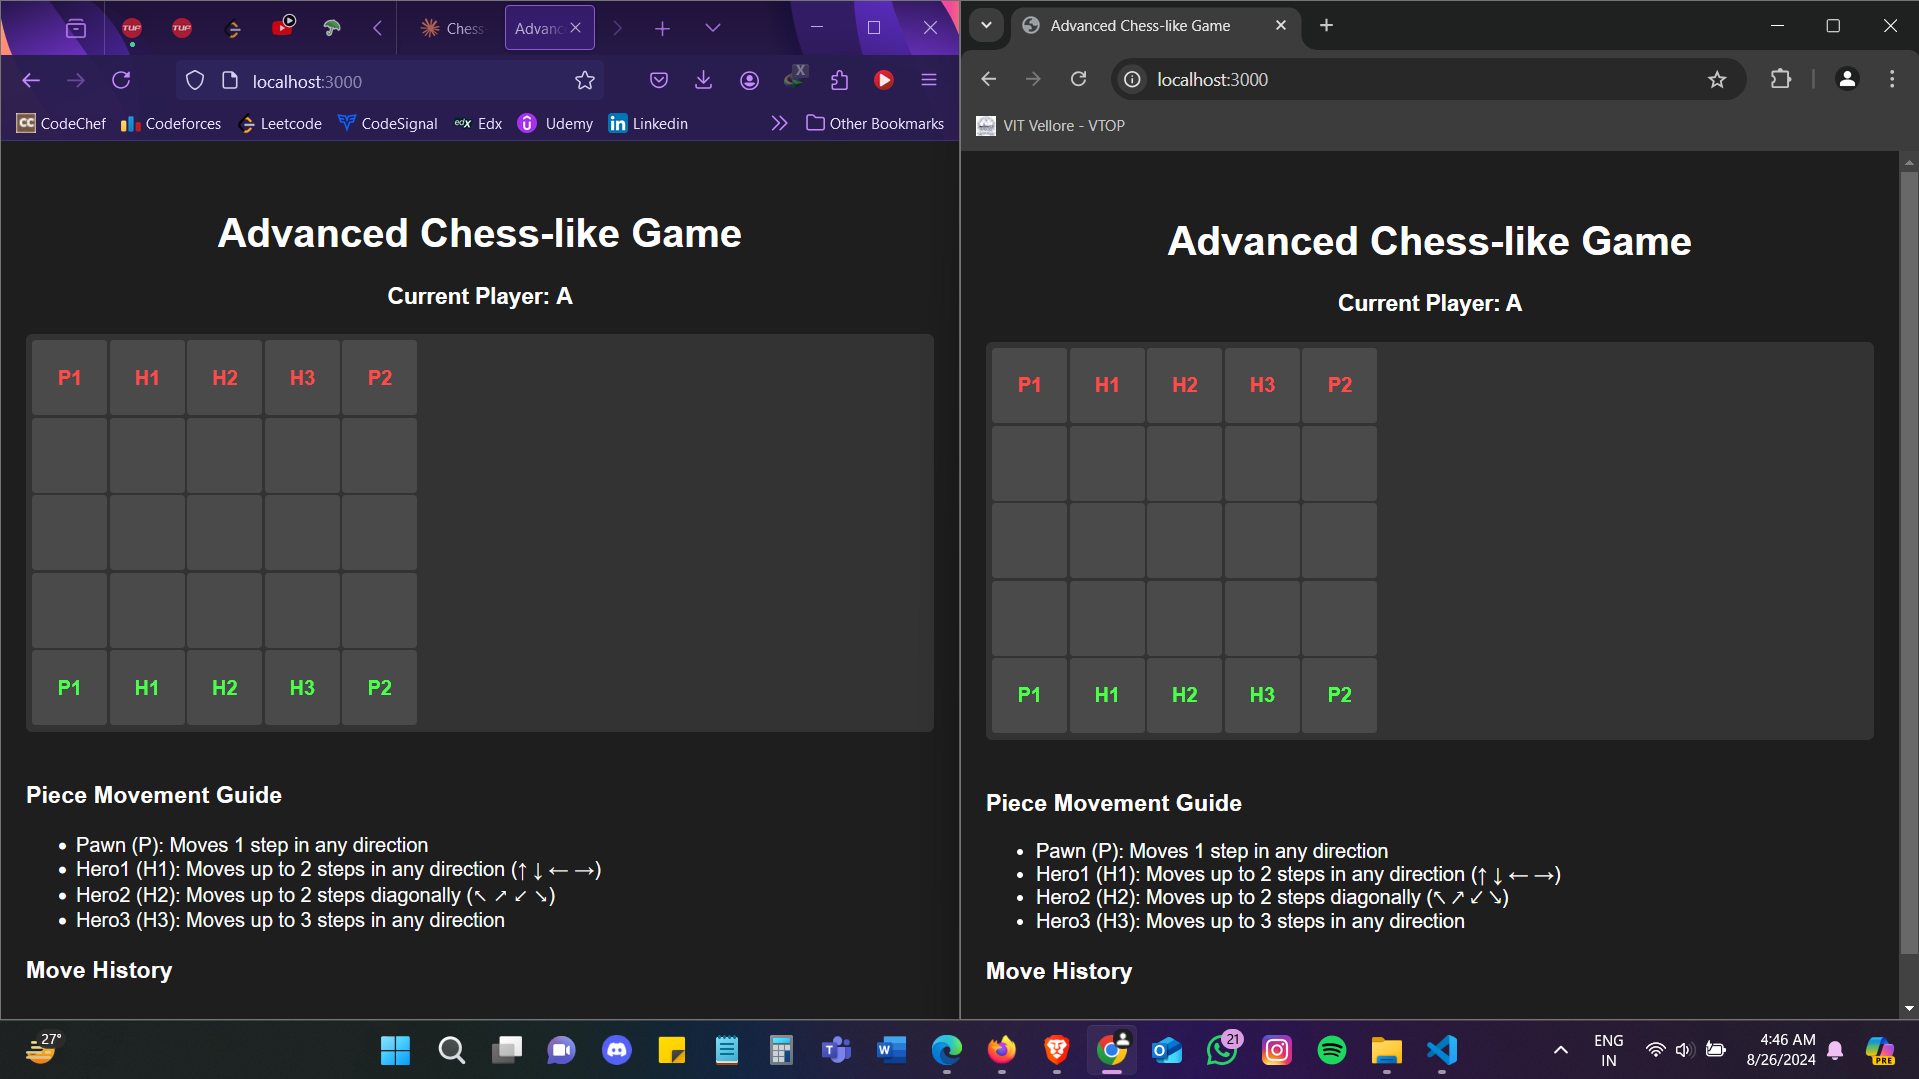 Chess
Advanc
localhost:3000
CodeChef
Codeforces
Leetcode
CodeSignal
edX Edx
Udemy
Linkedin
Other Bookmarks
Advanced Chess-like Game
Current Player: A
P1 H1 H2 H3 P2
P1 H1 H2 H3 P2
Piece Movement Guide
• Pawn (P): Moves 1 step in any direction
• Hero1 (H1): Moves up to 2 steps in any direction (↑ ↓ ← →)
• Hero2 (H2): Moves up to 2 steps diagonally (↖ ↗ ↙ ↘)
• Hero3 (H3): Moves up to 3 steps in any direction
Move History
Advanced Chess-like Game
localhost:3000
VIT Vellore - VTOP
Advanced Chess-like Game
Current Player: A
P1 H1 H2 H3 P2
P1 H1 H2 H3 P2
Piece Movement Guide
• Pawn (P): Moves 1 step in any direction
• Hero1 (H1): Moves up to 2 steps in any direction (↑ ↓ ← →)
• Hero2 (H2): Moves up to 2 steps diagonally (↖ ↗ ↙ ↘)
• Hero3 (H3): Moves up to 3 steps in any direction
Move History
27°
21
ENG
IN
4:46 AM
8/26/2024
PRE